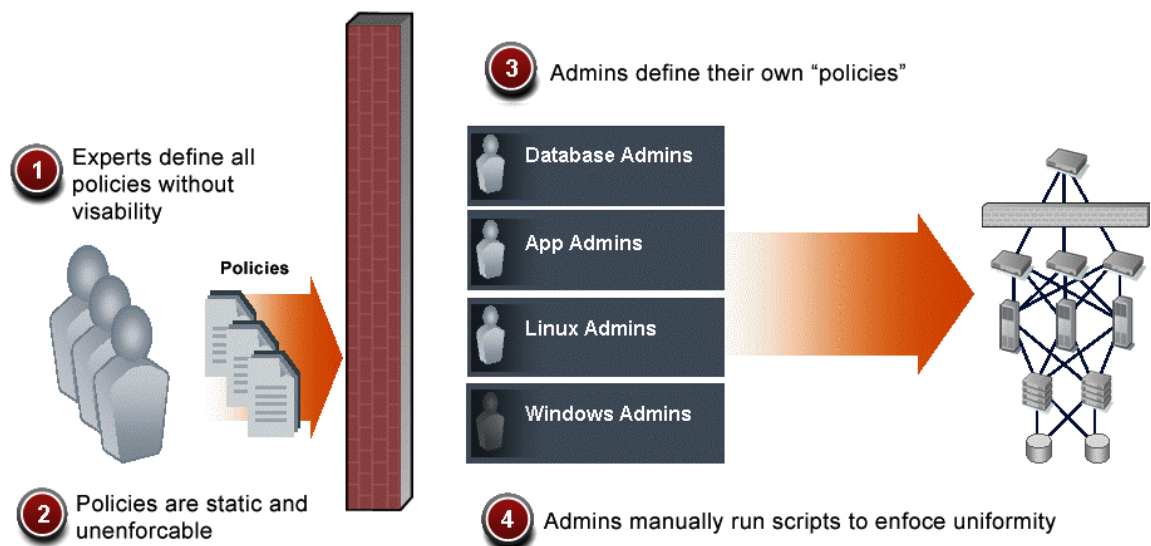 1
Experts define all
policies without
visability
Policies
2
Policies are static and
unenforcable
3
Admins define their own “policies”
Database Admins
App Admins
Linux Admins
Windows Admins
4
Admins manually run scripts to enfoce uniformity